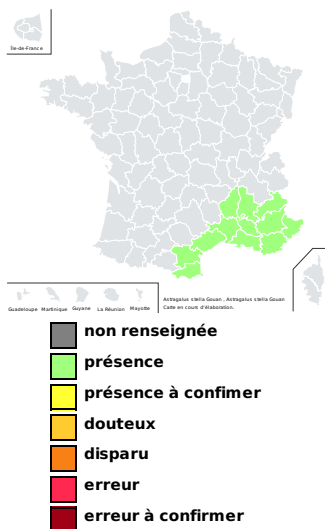 Île-de-France
Guadeloupe Martinique Guyane La Réunion Mayotte
Astragalus stella Gouan , Astragalus stella Gouan
Carte en cours d'élaboration.
non renseignée
présence
présence à confimer
douteux
disparu
erreur
erreur à confirmer